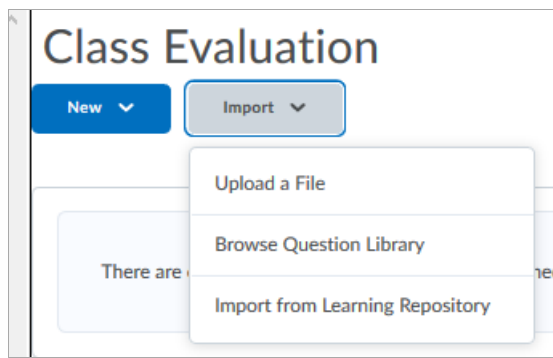 Class Evaluation
New Import
Upload a File
Browse Question Library
There are
Import from Learning Repository